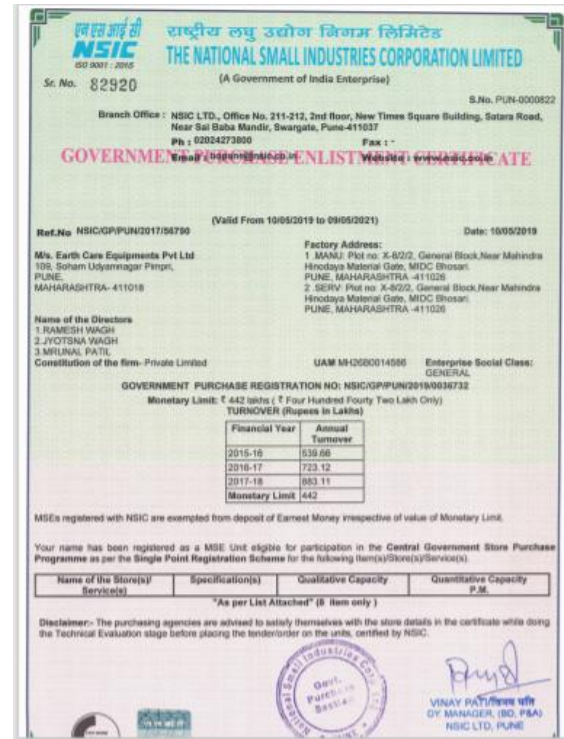 एन एस आई सी
NSIC
ISO 9001 : 2015
राष्ट्रीय लघु उद्योग निगम लिमिटेड
THE NATIONAL SMALL INDUSTRIES CORPORATION LIMITED
(A Government of India Enterprise)
Sr. No. 82920
S.No. PUN-0000822
Branch Office : NSIC LTD., Office No. 211-212, 2nd floor, New Times Square Building, Satara Road,
Near Sai Baba Mandir, Swargate, Pune-411037
Ph : 02024273800 Fax : -
GOVERNMENT PURCHASE ENLISTMENT CERTIFICATE
Email : Website : www.nsic.co.in
(Valid From 10/05/2019 to 09/05/2021)
Ref.No NSIC/GP/PUN/2017/56790 Date: 10/05/2019
M/s. Earth Care Equipments Pvt Ltd
109, Soham Udyamnagar Pimpri,
PUNE,
MAHARASHTRA- 411018
Factory Address:
1 .MANU: Plot no. X-8/2/2, General Block,Near Mahindra
Hinodaya Material Gate, MIDC Bhosari.
PUNE, MAHARASHTRA -411026
2 .SERV: Plot no. X-8/2/2, General Block,Near Mahindra
Hinodaya Material Gate, MIDC Bhosari.
PUNE, MAHARASHTRA -411026
Name of the Directors
1.RAMESH WAGH
2.JYOTSNA WAGH
3.MRUNAL PATIL
Constitution of the firm- Private Limited UAM MH26B0014586 Enterprise Social Class:
GENERAL
GOVERNMENT PURCHASE REGISTRATION NO: NSIC/GP/PUN/2019/0036732
Monetary Limit: ₹ 442 lakhs ( ₹ Four Hundred Fourty Two Lakh Only)
TURNOVER (Rupees in Lakhs)
Financial Year Annual Turnover
2015-16 539.66
2016-17 723.12
2017-18 883.11
Monetary Limit 442
MSEs registered with NSIC are exempted from deposit of Earnest Money irrespective of value of Monetary Limit.
Your name has been registered as a MSE Unit eligible for participation in the Central Government Store Purchase
Programme as per the Single Point Registration Scheme for the following Item(s)/Store(s)/Service(s).
Name of the Store(s)/ Service(s) Specification(s) Qualitative Capacity Quantitative Capacity P.M.
"As per List Attached" (8 item only )
Disclaimer:- The purchasing agencies are advised to satisfy themselves with the store details in the certificate while doing
the Technical Evaluation stage before placing the tender/order on the units, certified by NSIC.
National Small Industries Corp. Ltd.
Govt.
Purchase
Section
VINAY PATIL
DY. MANAGER, (BD, P&A)
NSIC LTD, PUNE